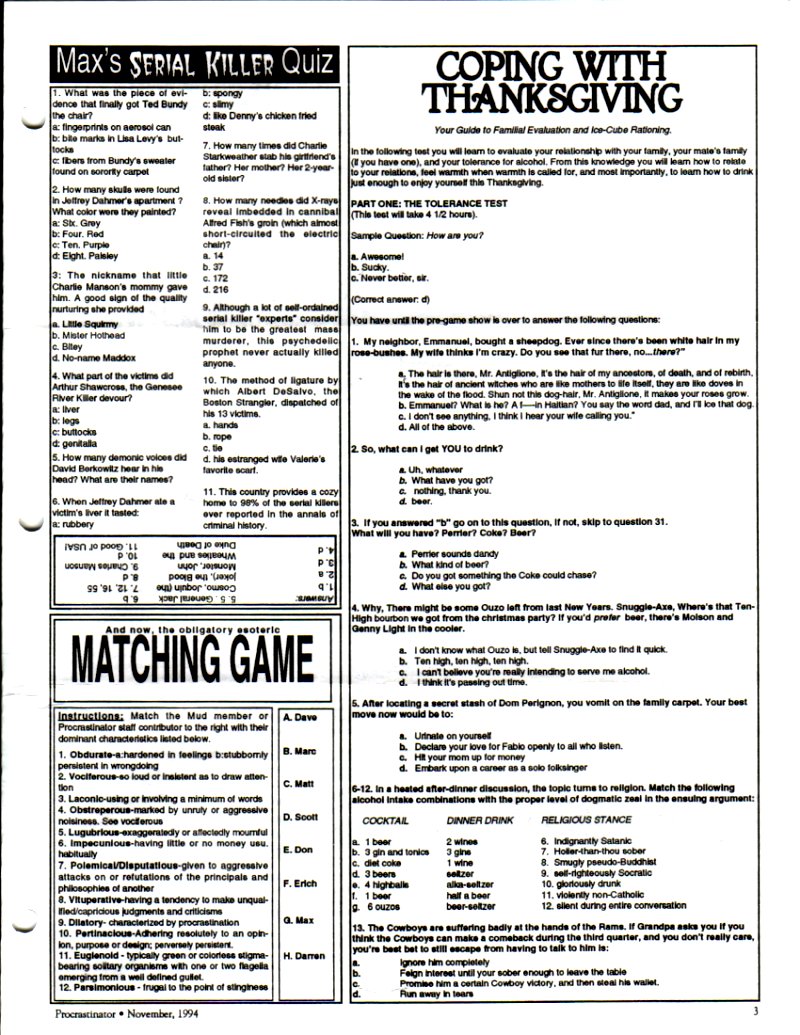 Max's SERIAL KILLER Quiz
1. What was the piece of evi-
dence that finally got Ted Bundy
the chair?
a: fingerprints on aerosol can
b: bite marks in Lisa Levy's but-
tocks
c: fibers from Bundy's sweater
found on sorority carpet
2. How many skulls were found
in Jeffrey Dahmer's apartment ?
What color were they painted?
a: Six. Grey
b: Four. Red
c: Ten. Purple
d: Eight. Paisley
3: The nickname that little
Charlie Manson's mommy gave
him. A good sign of the quality
nurturing she provided
a. Little Squirmy
b. Mister Hothead
c. Bitey
d. No-name Maddox
4. What part of the victims did
Arthur Shawcross, the Genesee
River Killer devour?
a: liver
b: legs
c: buttocks
d: genitalia
5. How many demonic voices did
David Berkowitz hear in his
head? What are their names?
6. When Jeffrey Dahmer ate a
victim's liver it tasted:
a: rubbery
b: spongy
c: slimy
d: like Denny's chicken fried
steak
7. How many times did Charlie
Starkweather stab his girlfriend's
father? Her mother? Her 2-year-
old sister?
8. How many needles did X-rays
reveal imbedded in cannibal
Alfred Fish's groin (which almost
short-circuited the electric
chair)?
a. 14
b. 37
c. 172
d. 216
9. Although a lot of self-ordained
serial killer "experts" consider
him to be the greatest mass
murderer, this psychedelic
prophet never actually killed
anyone.
10. The method of ligature by
which Albert DeSalvo, the
Boston Strangler, dispatched of
his 13 victims.
a. hands
b. rope
c. tie
d. his estranged wife Valerie's
favorite scarf.
11. This country provides a cozy
home to 98% of the serial killers
ever reported in the annals of
criminal history.
Answers:
1. b
2. a
3. d
4. d
5. 5. General Jack
Cosmo, Joquin (the
joker), the Blood
Monster, John
Wheaties and the
Duke of Death
6. b
7. 12, 16, 55
8. d
9. Charles Manson
10. d
11. Good ol' USA!
And now, the obligatory esoteric
MATCHING GAME
Instructions: Match the Mud member or
Procrastinator staff contributor to the right with their
dominant characteristics listed below.
1. Obdurate-a:hardened in feelings b:stubbornly
persistent in wrongdoing
2. Vociferous-so loud or insistent as to draw atten-
tion
3. Laconic-using or involving a minimum of words
4. Obstreperous-marked by unruly or aggressive
noisiness. See vociferous
5. Lugubrious-exaggeratedly or affectedly mournful
6. Impecunious-having little or no money usu.
habitually
7. Polemical/Disputatious-given to aggressive
attacks on or refutations of the principals and
philosophies of another
8. Vituperative-having a tendency to make unqual-
ified/capricious judgments and criticisms
9. Dilatory- characterized by procrastination
10. Pertinacious-Adhering resolutely to an opin-
ion, purpose or design; perversely persistent.
11. Euglenoid - typically green or colorless stigma-
bearing solitary organisms with one or two flagella
emerging from a well defined gullet.
12. Parsimonious - frugal to the point of stinginess
A. Dave
B. Marc
C. Matt
D. Scott
E. Don
F. Erich
G. Max
H. Darren
COPING WITH
THANKSGIVING
Your Guide to Familial Evaluation and Ice-Cube Rationing.
In the following test you will learn to evaluate your relationship with your family, your mate's family
(if you have one), and your tolerance for alcohol. From this knowledge you will learn how to relate
to your relations, feel warmth when warmth is called for, and most importantly, to learn how to drink
just enough to enjoy yourself this Thanksgiving.
PART ONE: THE TOLERANCE TEST
(This test will take 4 1/2 hours).
Sample Question: How are you?
a. Awesome!
b. Sucky.
c. Never better, sir.
(Correct answer: d)
You have until the pre-game show is over to answer the following questions:
1. My neighbor, Emmanuel, bought a sheepdog. Ever since there's been white hair in my
rose-bushes. My wife thinks I'm crazy. Do you see that fur there, no...there?"
a. The hair is there, Mr. Antiglione, it's the hair of my ancestors, of death, and of rebirth,
It's the hair of ancient witches who are like mothers to life itself, they are like doves in
the wake of the flood. Shun not this dog-hair, Mr. Antiglione, it makes your roses grow.
b. Emmanuel? What is he? A f----in Haitian? You say the word dad, and I'll ice that dog.
c. I don't see anything, I think I hear your wife calling you."
d. All of the above.
2. So, what can I get YOU to drink?
a. Uh, whatever
b. What have you got?
c. nothing, thank you.
d. beer.
3. If you answered "b" go on to this question, if not, skip to question 31.
What will you have? Perrier? Coke? Beer?
a. Perrier sounds dandy
b. What kind of beer?
c. Do you got something the Coke could chase?
d. What else you got?
4. Why, There might be some Ouzo left from last New Years. Snuggle-Axe, Where's that Ten-
High bourbon we got from the christmas party? If you'd prefer beer, there's Molson and
Genny Light in the cooler.
a. I don't know what Ouzo is, but tell Snuggle-Axe to find it quick.
b. Ten high, ten high, ten high.
c. I can't believe you're really intending to serve me alcohol.
d. I think it's passing out time.
5. After locating a secret stash of Dom Perignon, you vomit on the family carpet. Your best
move now would be to:
a. Urinate on yourself
b. Declare your love for Fabio openly to all who listen.
c. Hit your mom up for money
d. Embark upon a career as a solo folksinger
6-12. In a heated after-dinner discussion, the topic turns to religion. Match the following
alcohol intake combinations with the proper level of dogmatic zeal in the ensuing argument:
COCKTAIL DINNER DRINK RELIGIOUS STANCE
a. 1 beer 2 wines 6. Indignantly Satanic
b. 3 gin and tonics 3 gins 7. Holier-than-thou sober
c. diet coke 1 wine 8. Smugly pseudo-Buddhist
d. 3 beers seltzer 9. self-righteously Socratic
e. 4 highballs alka-seltzer 10. gloriously drunk
f. 1 beer half a beer 11. violently non-Catholic
g. 6 ouzos beer-seltzer 12. silent during entire conversation
13. The Cowboys are suffering badly at the hands of the Rams. If Grandpa asks you if you
think the Cowboys can make a comeback during the third quarter, and you don't really care,
you're best bet to still escape from having to talk to him is:
a. Ignore him completely
b. Feign interest until your sober enough to leave the table
c. Promise him a certain Cowboy victory, and then steal his wallet.
d. Run away in tears
Procrastinator • November, 1994
3